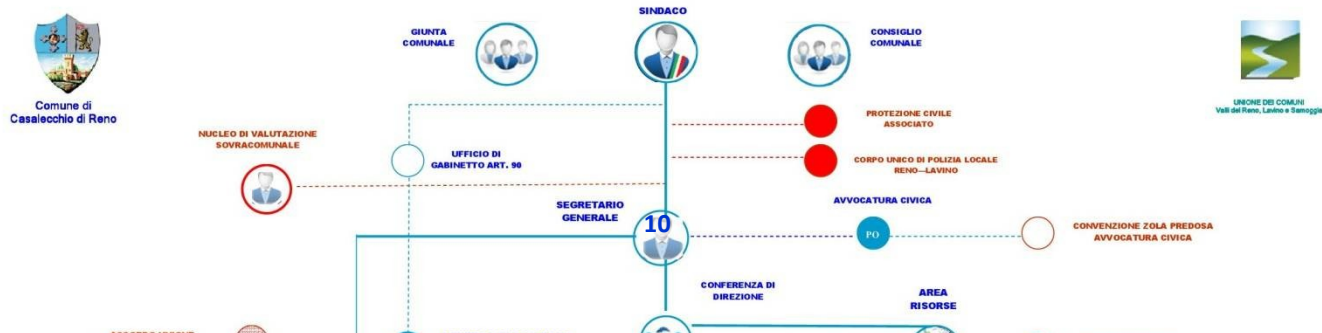 SINDACO
GIUNTA
COMUNALE
CONSIGLIO
COMUNALE
Comune di
Casalecchio di Reno
UNIONE DEI COMUNI
Valli del Reno, Lavino e Samoggia
PROTEZIONE CIVILE
ASSOCIATO
NUCLEO DI VALUTAZIONE
SOVRACOMUNALE
UFFICIO DI
GABINETTO ART. 90
CORPO UNICO DI POLIZIA LOCALE
RENO—LAVINO
SEGRETARIO
GENERALE
10
AVVOCATURA CIVICA
PO
CONVENZIONE ZOLA PREDOSA
AVVOCATURA CIVICA
CONFERENZA DI
DIREZIONE
AREA
RISORSE